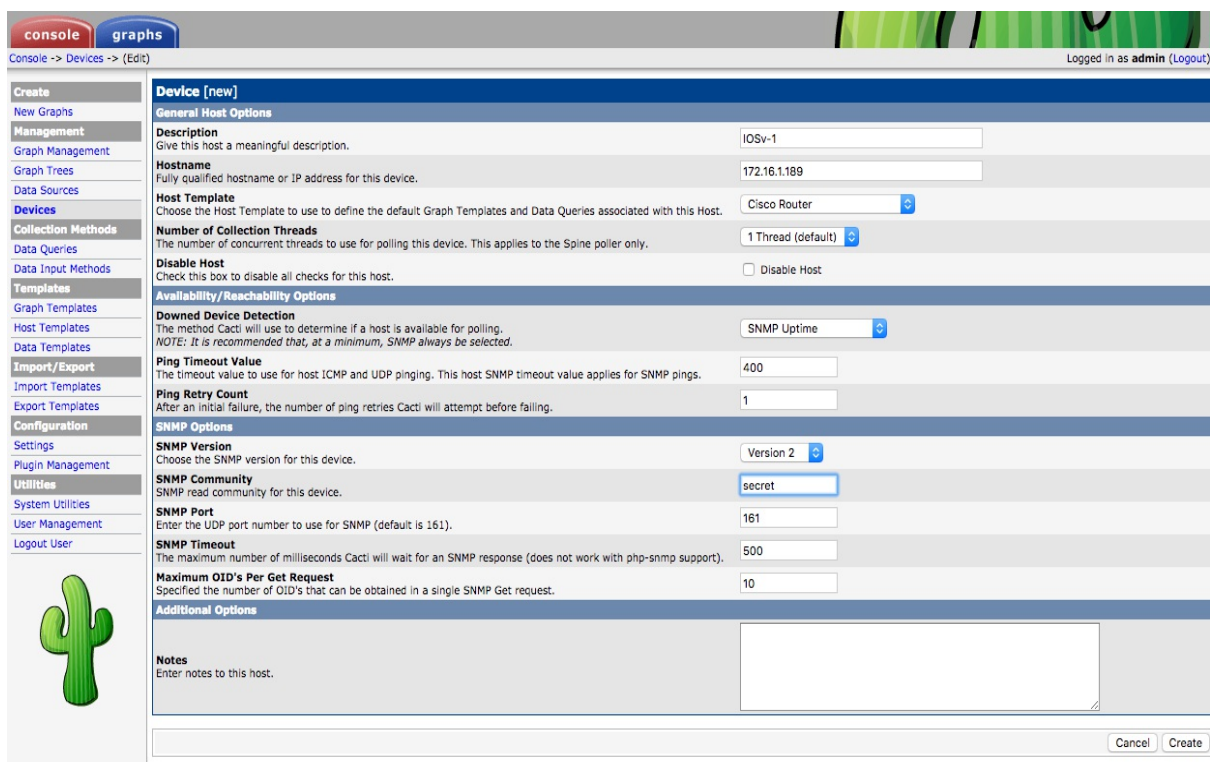 console graphs
Console -> Devices -> (Edit)
Logged in as admin (Logout)
Create
New Graphs
Management
Graph Management
Graph Trees
Data Sources
Devices
Collection Methods
Data Queries
Data Input Methods
Templates
Graph Templates
Host Templates
Data Templates
Import/Export
Import Templates
Export Templates
Configuration
Settings
Plugin Management
Utilities
System Utilities
User Management
Logout User
Device [new]
General Host Options
Description
Give this host a meaningful description.
IOSv-1
Hostname
Fully qualified hostname or IP address for this device.
172.16.1.189
Host Template
Choose the Host Template to use to define the default Graph Templates and Data Queries associated with this Host.
Cisco Router
Number of Collection Threads
The number of concurrent threads to use for polling this device. This applies to the Spine poller only.
1 Thread (default)
Disable Host
Check this box to disable all checks for this host.
Disable Host
Availability/Reachability Options
Downed Device Detection
The method Cacti will use to determine if a host is available for polling.
NOTE: It is recommended that, at a minimum, SNMP always be selected.
SNMP Uptime
Ping Timeout Value
The timeout value to use for host ICMP and UDP pinging. This host SNMP timeout value applies for SNMP pings.
400
Ping Retry Count
After an initial failure, the number of ping retries Cacti will attempt before failing.
1
SNMP Options
SNMP Version
Choose the SNMP version for this device.
Version 2
SNMP Community
SNMP read community for this device.
secret
SNMP Port
Enter the UDP port number to use for SNMP (default is 161).
161
SNMP Timeout
The maximum number of milliseconds Cacti will wait for an SNMP response (does not work with php-snmp support).
500
Maximum OID's Per Get Request
Specified the number of OID's that can be obtained in a single SNMP Get request.
10
Additional Options
Notes
Enter notes to this host.
Cancel Create